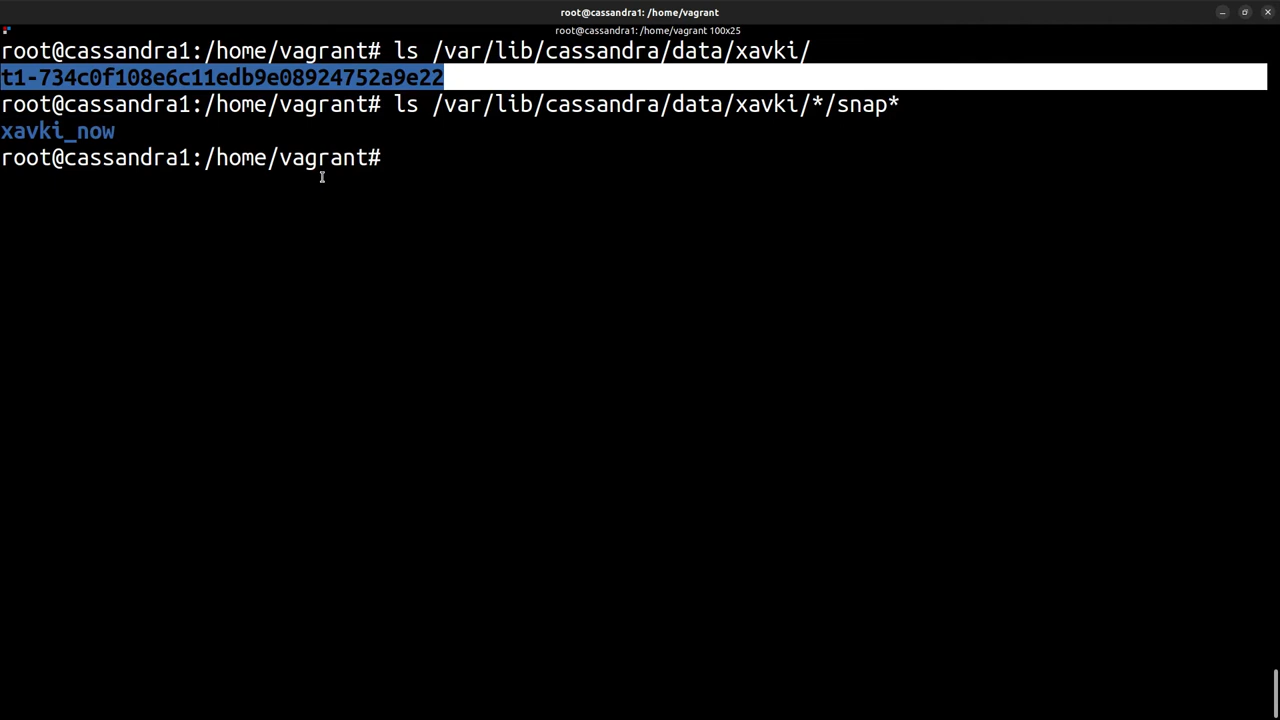 root@cassandra1: /home/vagrant
root@cassandra1: /home/vagrant 100x25
root@cassandra1:/home/vagrant# ls /var/lib/cassandra/data/xavki/
t1-734c0f108e6c11edb9e08924752a9e22
root@cassandra1:/home/vagrant# ls /var/lib/cassandra/data/xavki/*/snap*
xavki_now
root@cassandra1:/home/vagrant#